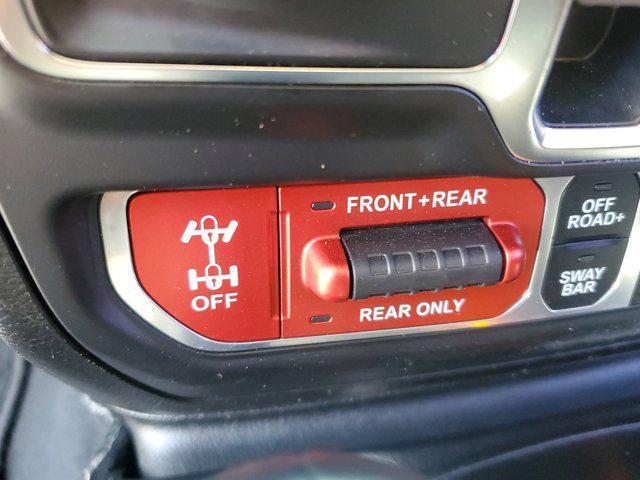 FRONT+REAR
OFF
REAR ONLY
OFF
ROAD+
SWAY
BAR